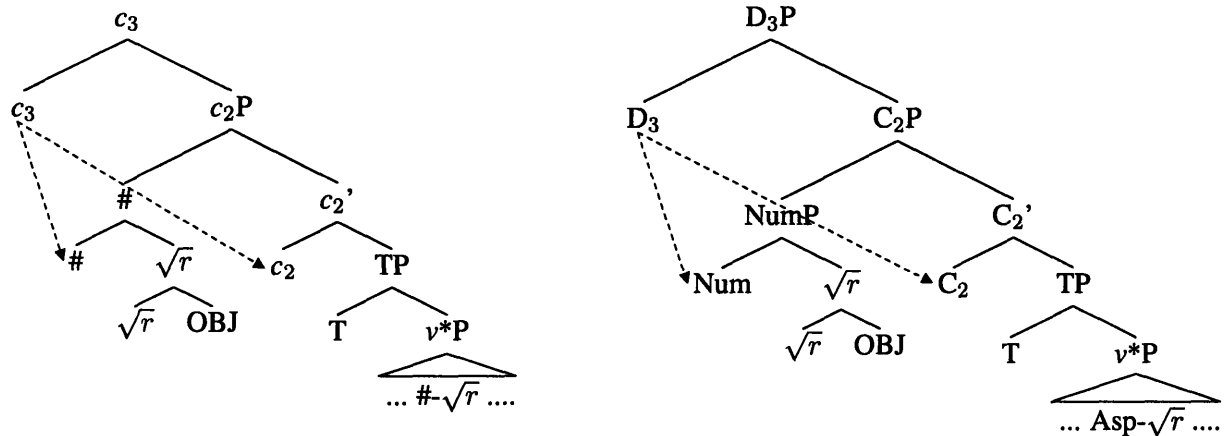 c₃ D₃P
c₃ c₂P D₃ C₂P
# c₂’ NumP C₂’
# √r c₂ TP Num √r C₂ TP
√r OBJ T v*P √r OBJ T v*P
... #-√r .... ... Asp-√r ....